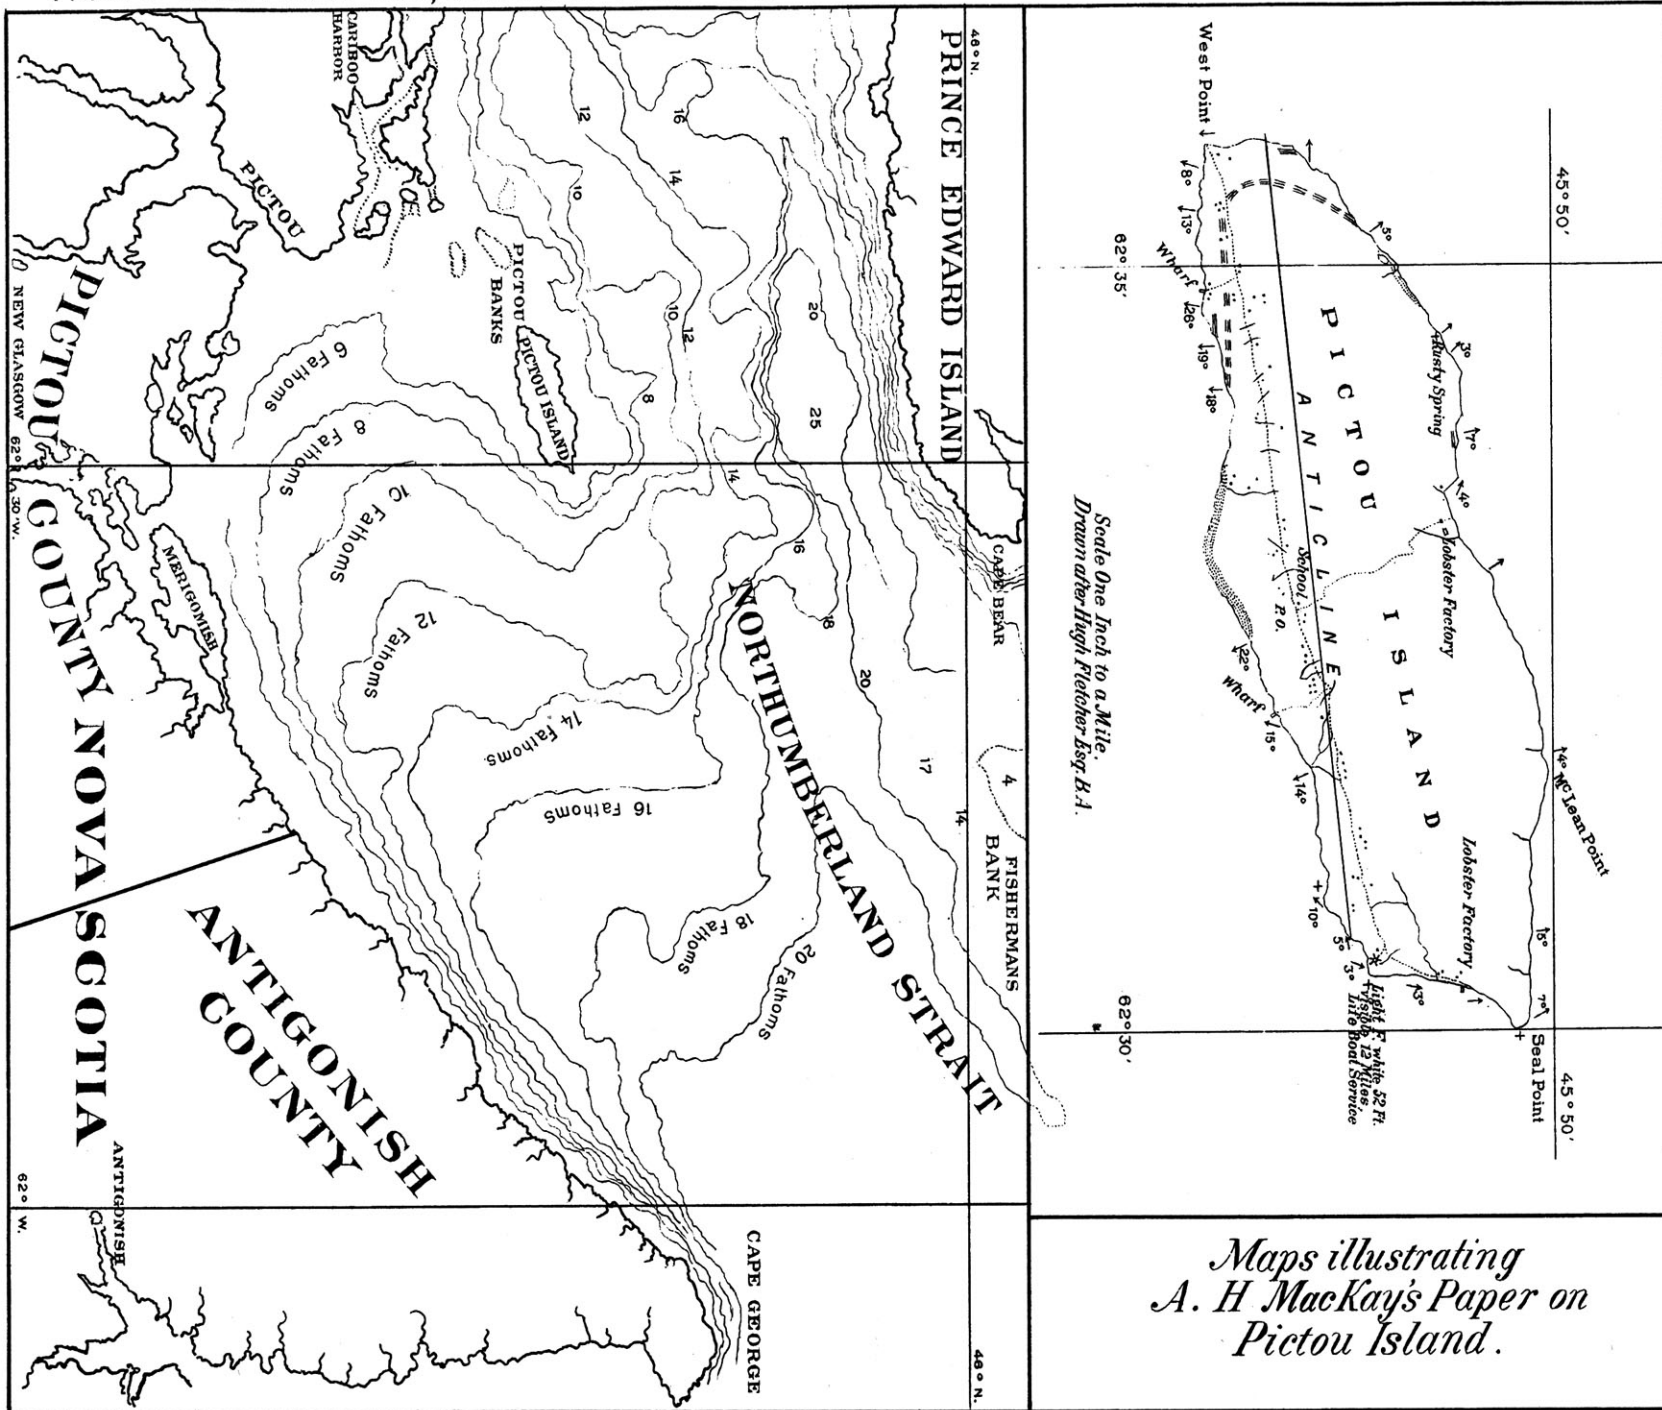 PRINCE EDWARD ISLAND
46° N.
CARIBOO
HARBOR
PICTOU
PICTOU
BANKS
PICTOU ISLAND
12
16
14
10
10
12
8
20
25
14
16
18
20
17
14
4
6 Fathoms
8 Fathoms
10 Fathoms
12 Fathoms
14 Fathoms.
16 Fathoms
18 Fathoms
20 Fathoms
CAPE BEAR
FISHERMANS
BANK
NORTHUMBERLAND STRAIT
MERIGOMISH
NEW GLASGOW
62°
30' W.
PICTOU COUNTY NOVA SCOTIA
ANTIGONISH
COUNTY
ANTIGONISH
62° W.
CAPE GEORGE
46° N.
West Point
45° 50'
8°
13°
Wharf
26°
19°
18°
62° 35'
5°
3°
Rusty Spring
7°
4°
PICTOU ISLAND
ANTICLINE
School
P.O.
Lobster Factory
22°
Wharf
15°
14°
10°
5°
3°
3°
4°
McLean Point
Lobster Factory
15°
7°
Seal Point
Light F. white 52 Ft.
visible 12 Miles,
Life Boat Service
62° 30'
45° 50'
Scale One Inch to a Mile.
Drawn after Hugh Fletcher Esq. B.A.
Maps illustrating
A. H MacKay's Paper on
Pictou Island.